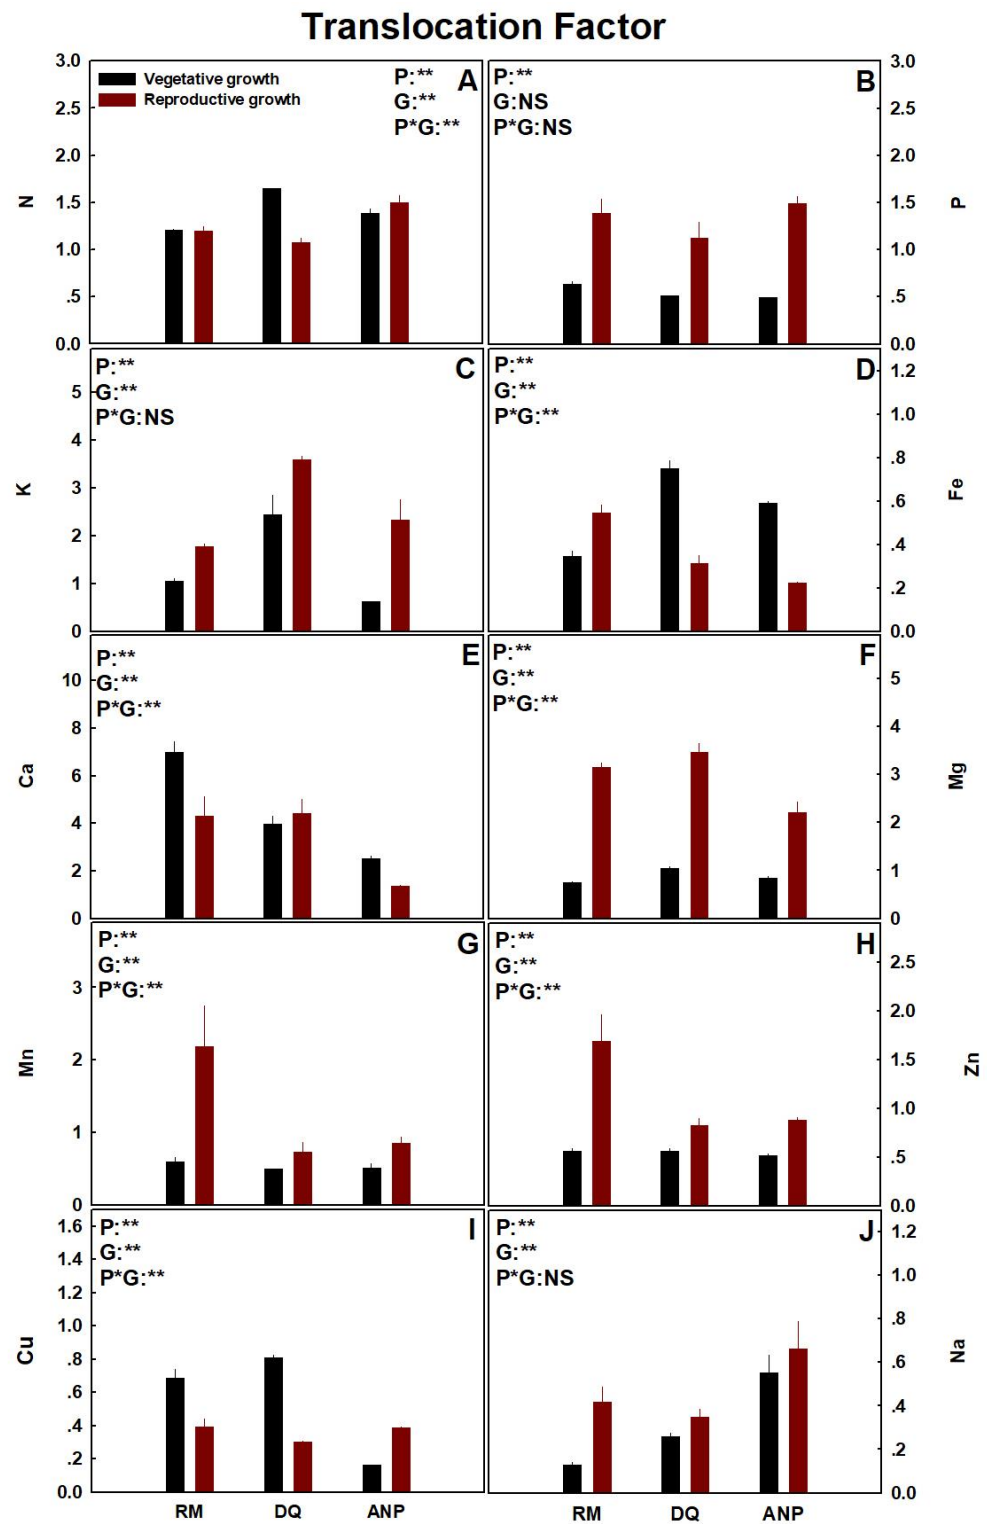 Translocation Factor
Vegetative growth
Reproductive growth
P:**
G:**
P*G:**
A
N
3.0
2.5
2.0
1.5
1.0
.5
0.0
P:**
G:NS
P*G:NS
B
P
3.0
2.5
2.0
1.5
1.0
.5
0.0
P:**
G:**
P*G:NS
C
K
5
4
3
2
1
0
P:**
G:**
P*G:**
D
Fe
1.2
1.0
.8
.6
.4
.2
0.0
P:**
G:**
P*G:**
E
Ca
10
8
6
4
2
0
P:**
G:**
P*G:**
F
Mg
5
4
3
2
1
0
P:**
G:**
P*G:**
G
Mn
3
2
1
0
P:**
G:**
P*G:**
H
Zn
2.5
2.0
1.5
1.0
.5
0.0
P:**
G:**
P*G:**
I
Cu
1.6
1.4
1.2
1.0
.8
.6
.4
.2
0.0
RM DQ ANP
P:**
G:**
P*G:NS
J
Na
1.2
1.0
.8
.6
.4
.2
0.0
RM DQ ANP